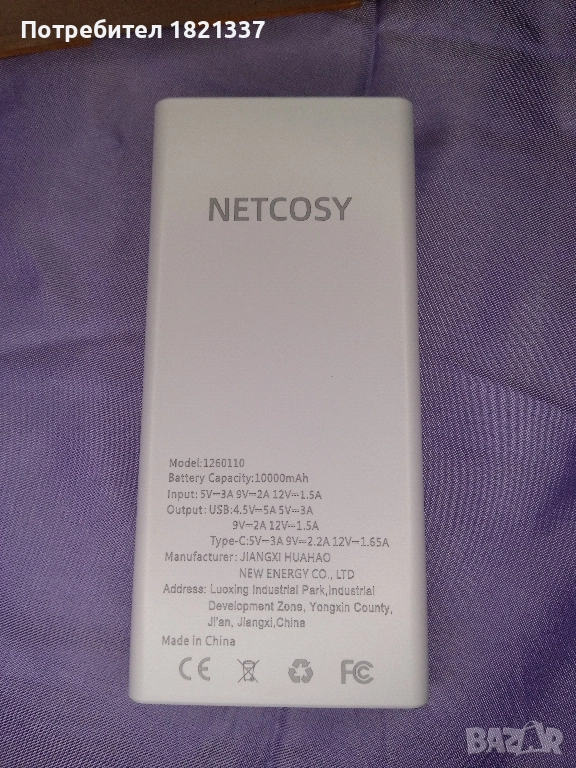 Потребител 1821337
NETCOSY
Model:1260110
Battery Capacity:10000mAh
Input: 5V⎓3A 9V⎓2A 12V⎓1.5A
Output: USB:4.5V⎓5A 5V⎓3A
9V⎓2A 12V⎓1.5A
Type-C:5V⎓3A 9V⎓2.2A 12V⎓1.65A
Manufacturer: JIANGXI HUAHAO
NEW ENERGY CO., LTD
Address: Luoxing Industrial Park,Industrial
Development Zone, Yongxin County,
Ji'an, Jiangxi,China
Made in China
CE FC
BAZAR